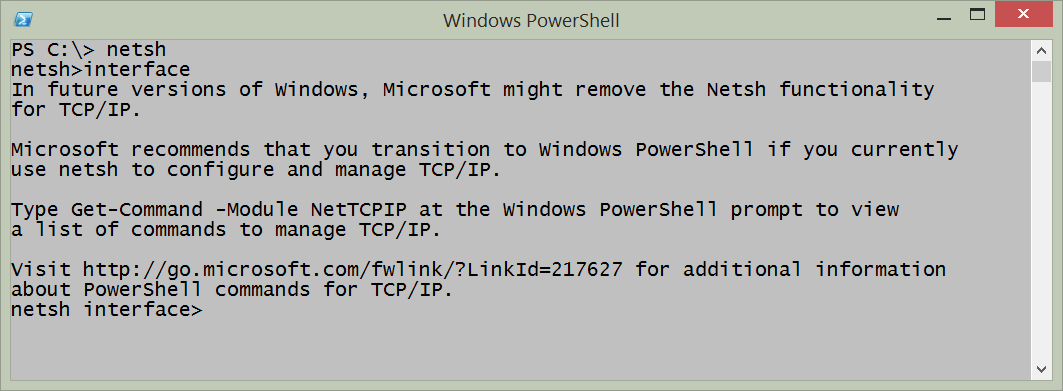 Windows PowerShell
PS C:\> netsh
netsh>interface
In future versions of Windows, Microsoft might remove the Netsh functionality
for TCP/IP.
Microsoft recommends that you transition to Windows PowerShell if you currently
use netsh to configure and manage TCP/IP.
Type Get-Command -Module NetTCPIP at the Windows PowerShell prompt to view
a list of commands to manage TCP/IP.
Visit http://go.microsoft.com/fwlink/?LinkId=217627 for additional information
about PowerShell commands for TCP/IP.
netsh interface>